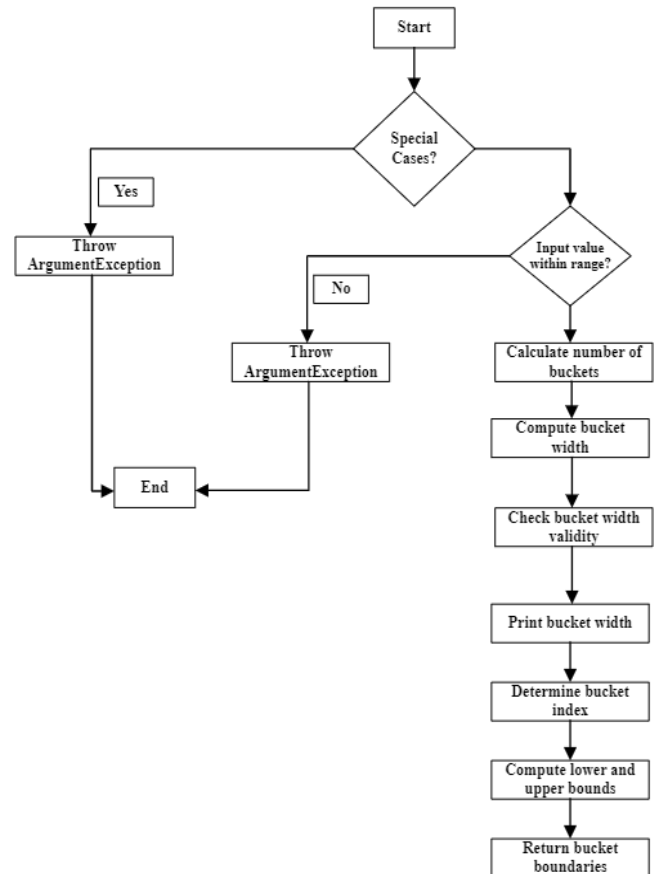 Start
Special
Cases?
Yes
Throw
ArgumentException
Input value
within range?
No
Throw
ArgumentException
End
Calculate number of
buckets
Compute bucket
width
Check bucket width
validity
Print bucket width
Determine bucket
index
Compute lower and
upper bounds
Return bucket
boundaries